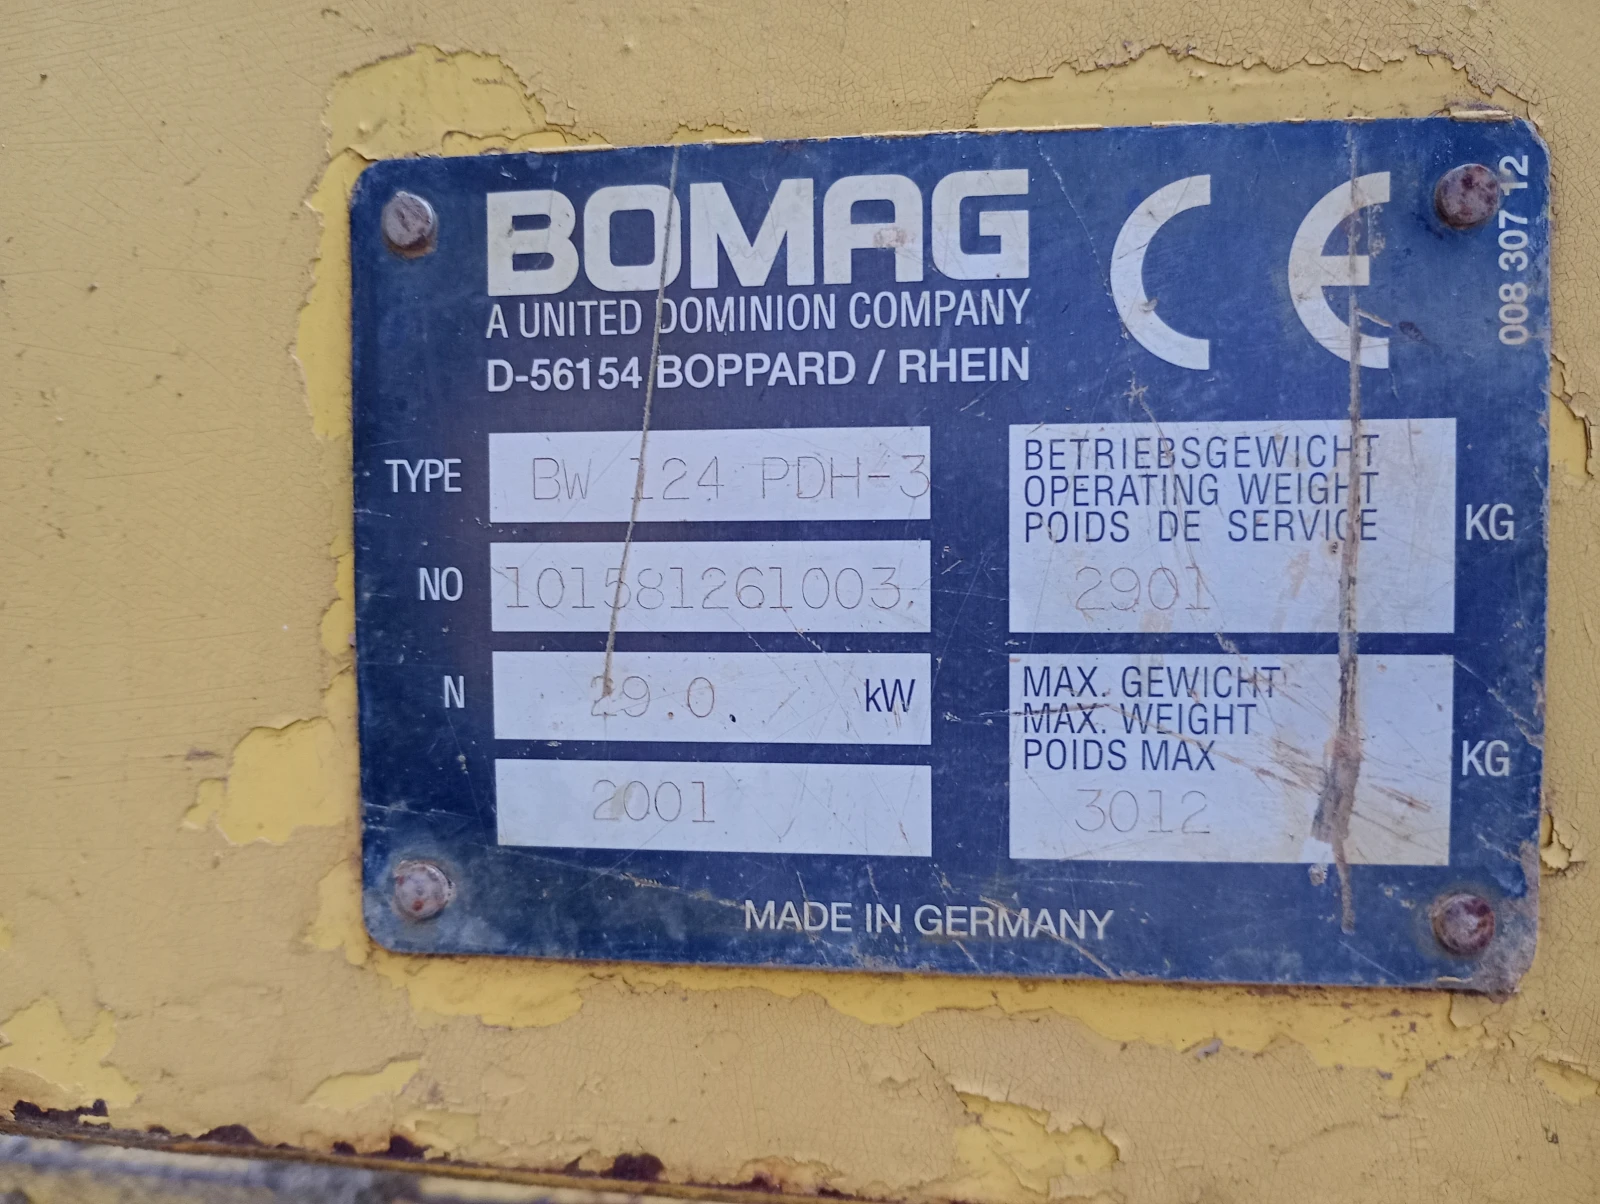 BOMAG
A UNITED DOMINION COMPANY
D-56154 BOPPARD / RHEIN
CE
008 307 12
TYPE BW 124 PDH-3
NO 101581261003.
N 29.0 kW
2001
BETRIEBSGEWICHT
OPERATING WEIGHT
POIDS DE SERVICE KG
2901
MAX. GEWICHT
MAX. WEIGHT
POIDS MAX KG
3012
MADE IN GERMANY